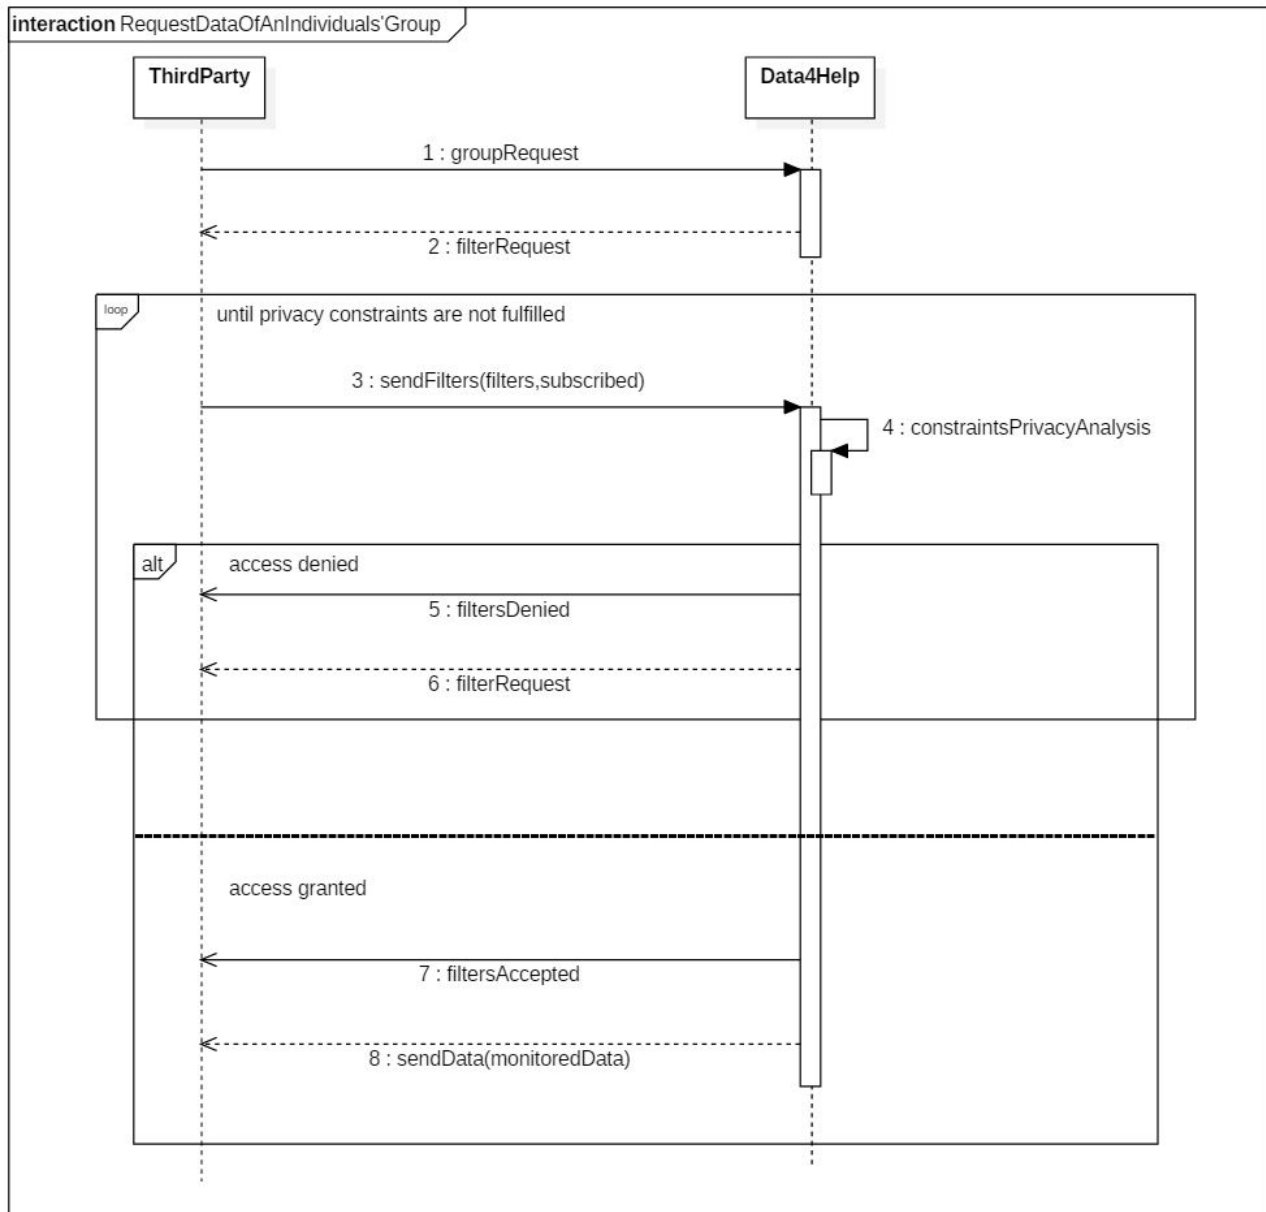 interaction RequestDataOfAnIndividuals'Group
ThirdParty
Data4Help
1 : groupRequest
2 : filterRequest
loop
until privacy constraints are not fulfilled
3 : sendFilters(filters,subscribed)
4 : constraintsPrivacyAnalysis
alt
access denied
5 : filtersDenied
6 : filterRequest
access granted
7 : filtersAccepted
8 : sendData(monitoredData)